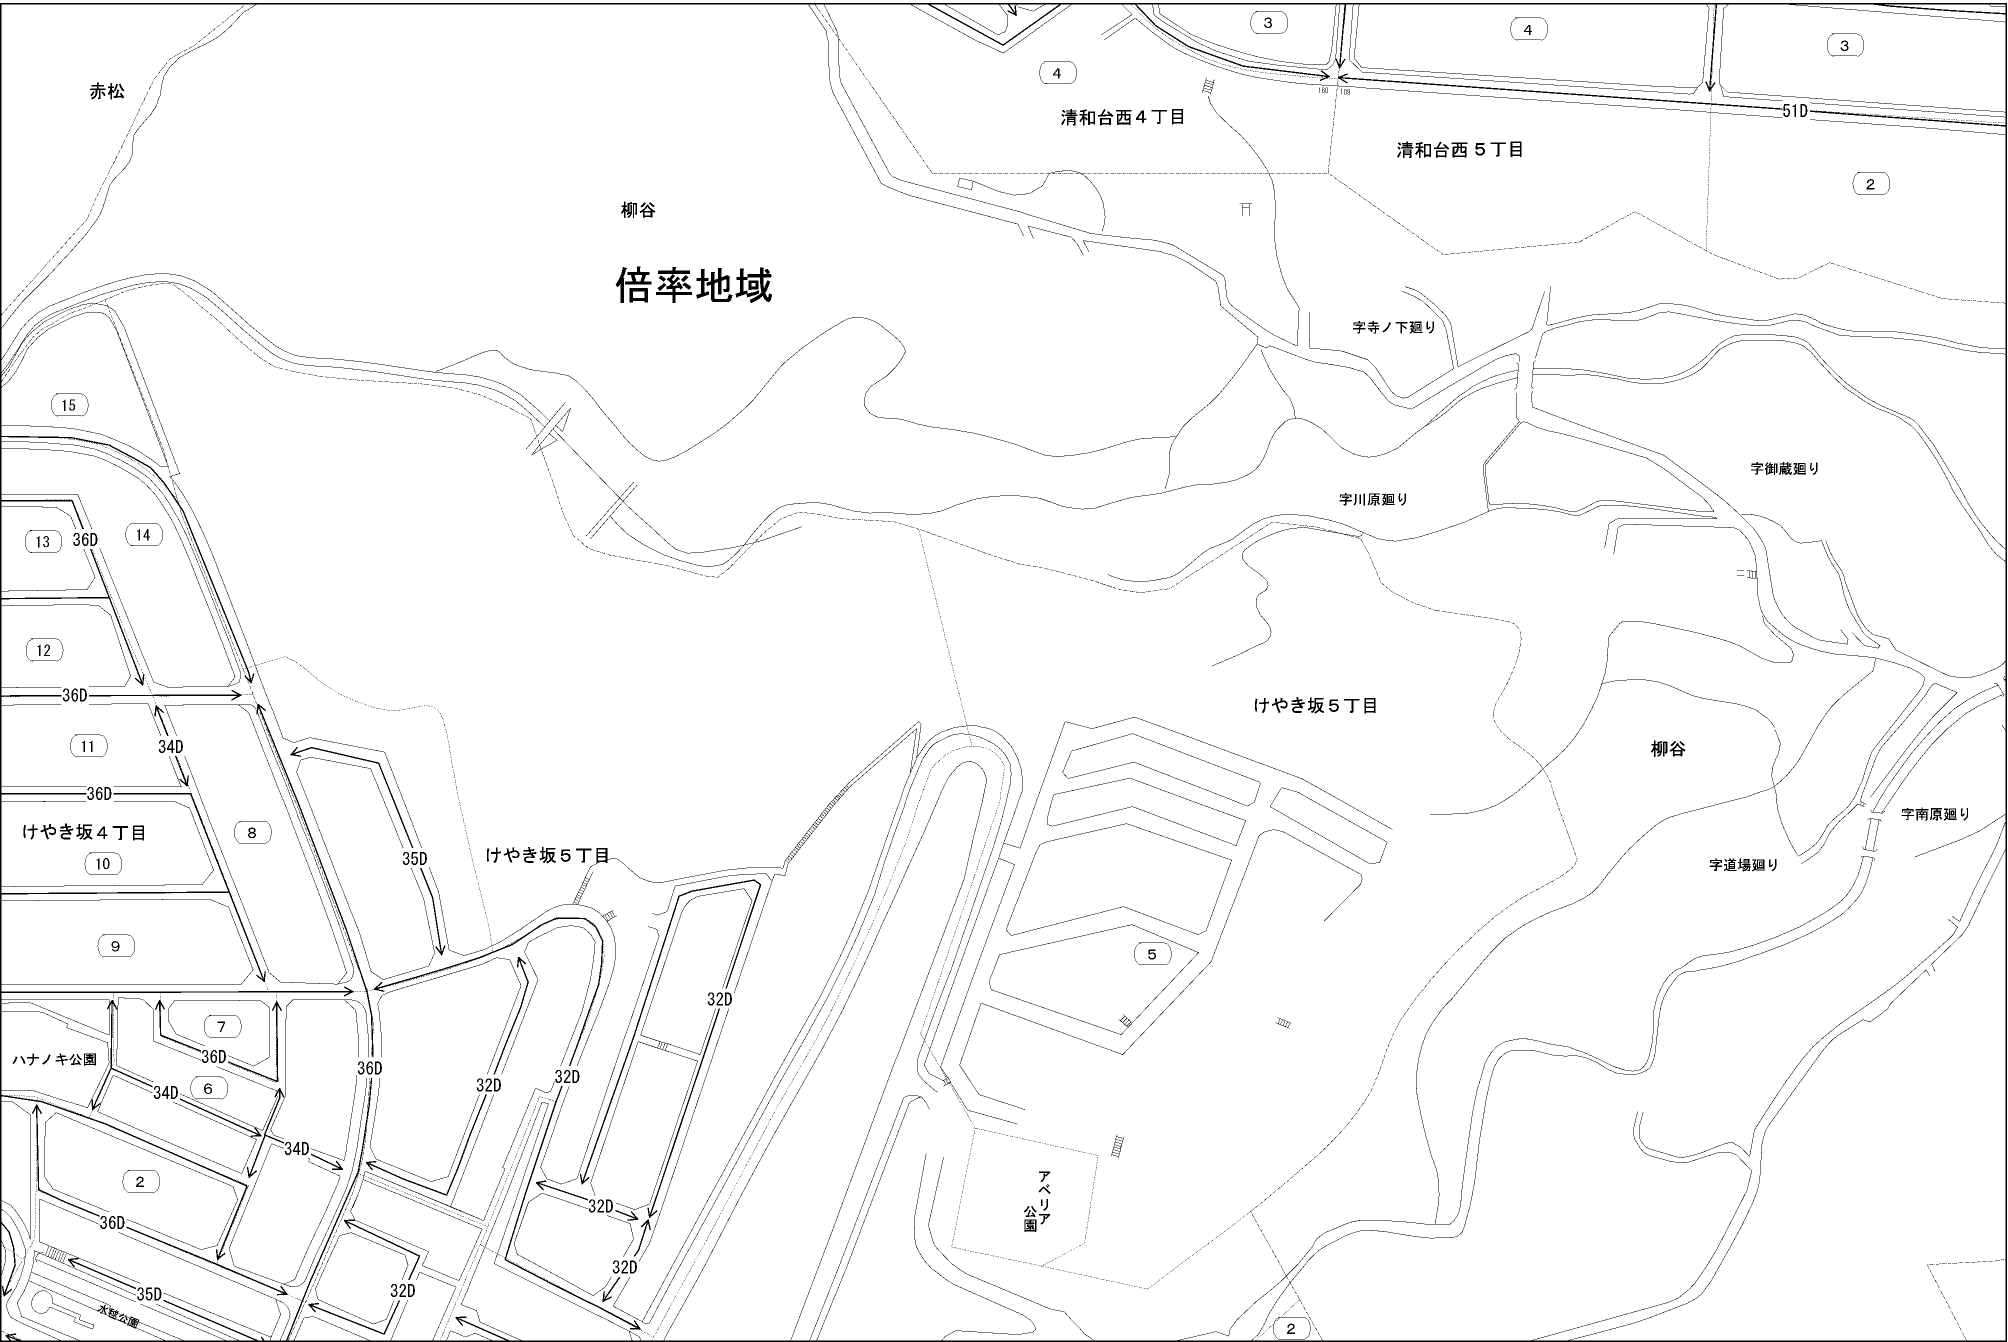 3
4
3
4
赤松
160 109
51D
清和台西４丁目
清和台西５丁目
2
柳谷
倍率地域
字寺ノ下廻り
15
字御蔵廻り
字川原廻り
13
36D
14
12
36D
けやき坂５丁目
11
34D
柳谷
36D
字南原廻り
けやき坂４丁目
8
10
35D
けやき坂５丁目
字道場廻り
9
5
32D
7
ハナノキ公園
36D
36D
32D
32D
6
34D
34D
2
アベリア
公園
32D
36D
32D
35D
32D
水毬公園
2